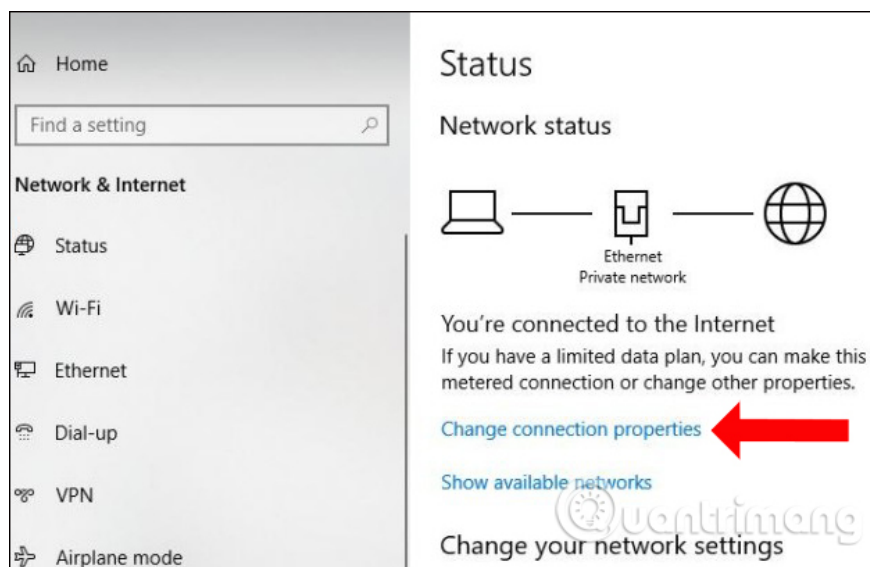 Home
Find a setting
Network & Internet
Status
Wi-Fi
Ethernet
Dial-up
VPN
Airplane mode
Status
Network status
Ethernet
Private network
You're connected to the Internet
If you have a limited data plan, you can make this
metered connection or change other properties.
Change connection properties
Show available networks
Quantrimang
Change your network settings